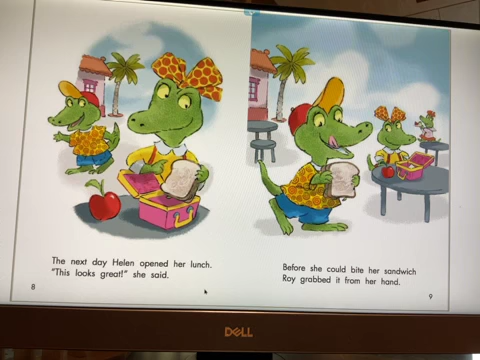 The next day Helen opened her lunch.
"This looks great!" she said.
8
Before she could bite her sandwich
Roy grabbed it from her hand.
9
DELL